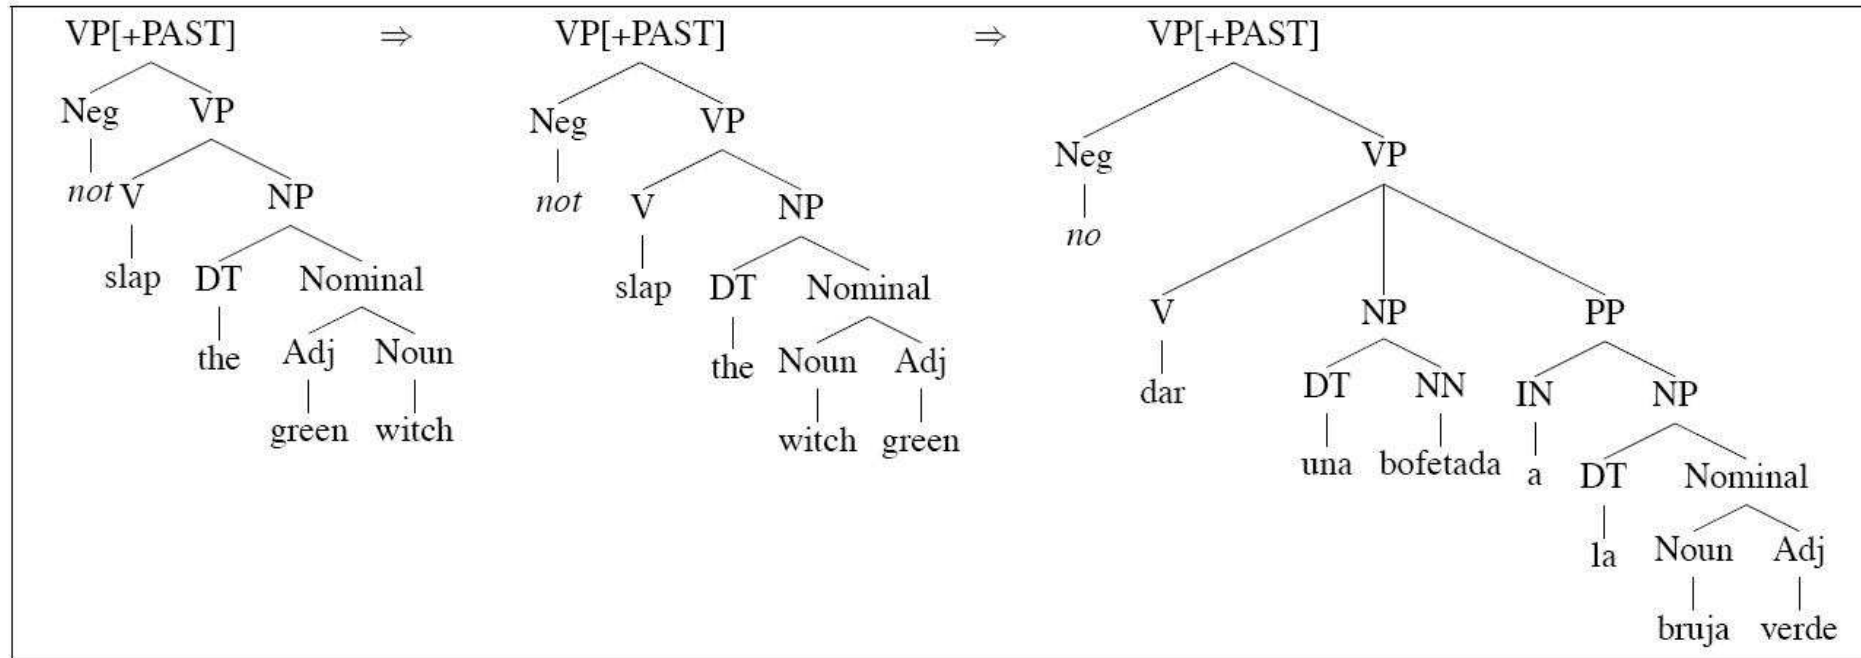 VP[+PAST] ⇒ VP[+PAST] ⇒ VP[+PAST]
Neg VP Neg VP Neg VP
not V NP not V NP no
slap DT Nominal slap DT Nominal V NP PP
the Adj Noun the Noun Adj dar DT NN IN NP
green witch witch green una bofetada a DT Nominal
la Noun Adj
bruja verde